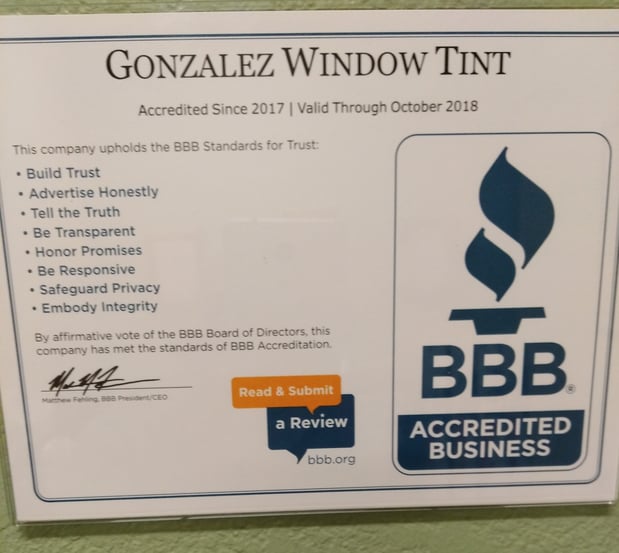 GONZALEZ WINDOW TINT
Accredited Since 2017 | Valid Through October 2018
This company upholds the BBB Standards for Trust:
• Build Trust
• Advertise Honestly
• Tell the Truth
• Be Transparent
• Honor Promises
• Be Responsive
• Safeguard Privacy
• Embody Integrity
By affirmative vote of the BBB Board of Directors, this
company has met the standards of BBB Accreditation.
Matthew Fehling, BBB President/CEO
Read & Submit
a Review
bbb.org
BBB®
ACCREDITED
BUSINESS